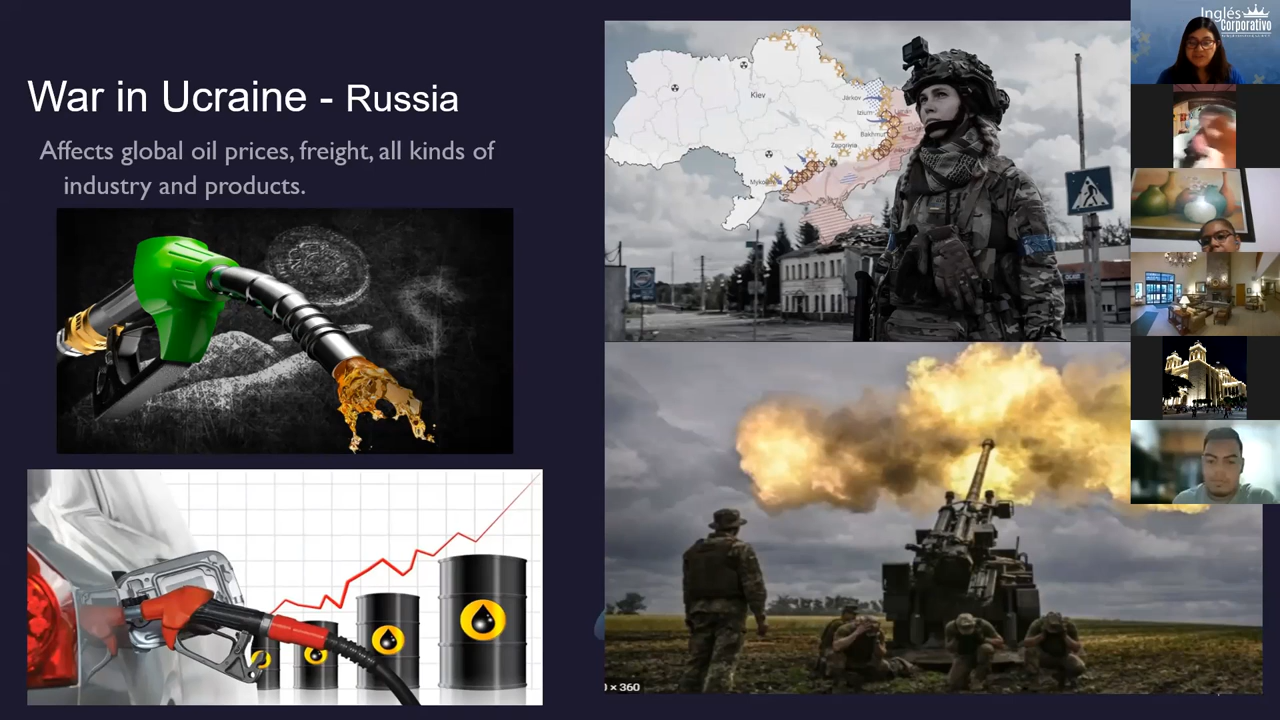 War in Ucraine - Russia
Affects global oil prices, freight, all kinds of
industry and products.
Kiev
Járkov
Izium
Bakhmut
Zaporiyia
Inglés
Corporativo
0 × 360